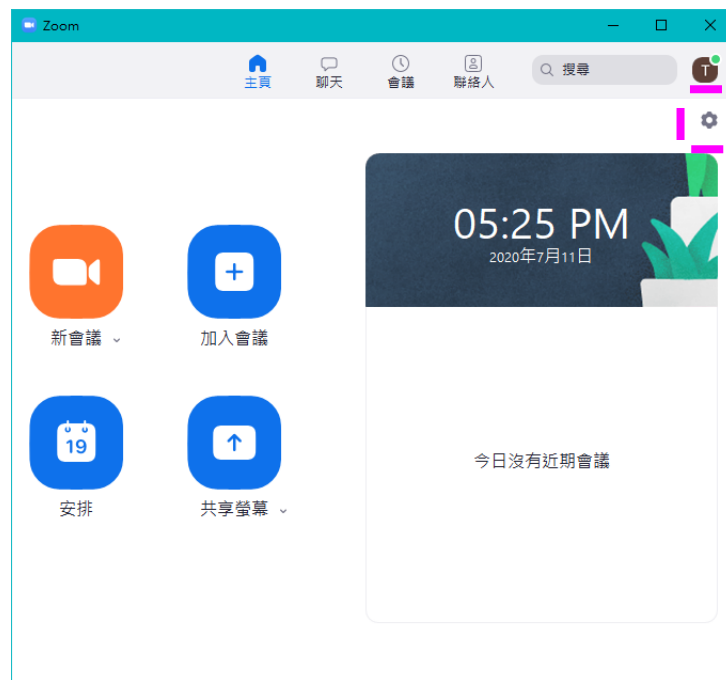 Zoom
主頁
聊天
會議
聯絡人
搜尋
T
05:25 PM
2020年7月11日
新會議
加入會議
19
安排
共享螢幕
今日沒有近期會議